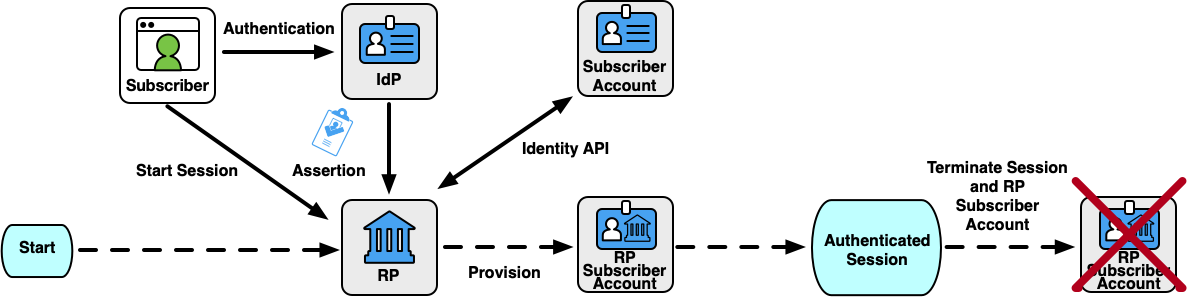 Subscriber
Authentication
IdP
Subscriber
Account
Start Session
Assertion
Identity API
Start
RP
Provision
RP
Subscriber
Account
Authenticated
Session
Terminate Session
and RP
Subscriber
Account
RP
Subscriber
Account